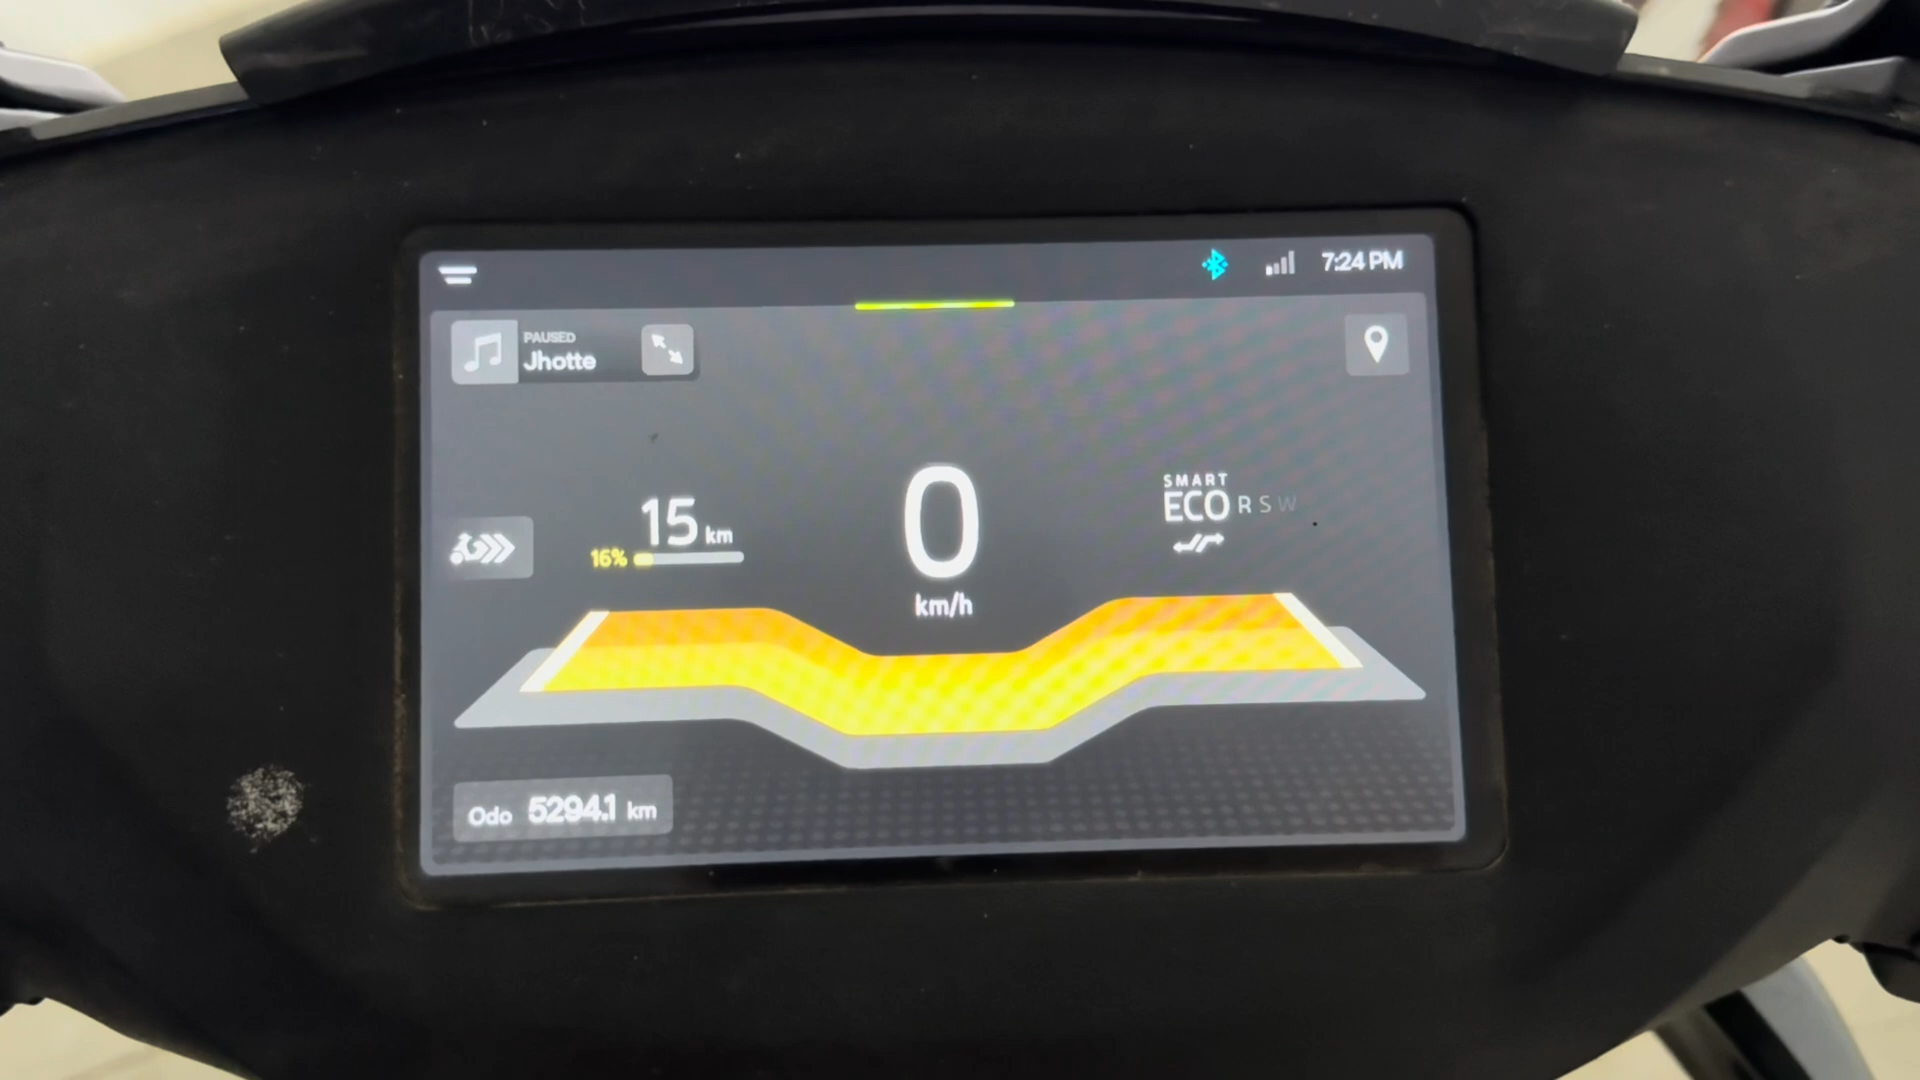 7:24 PM
PAUSED
Jhotte
SMART
ECO R S W
15 km
16%
0
km/h
Odo 5294.1 km